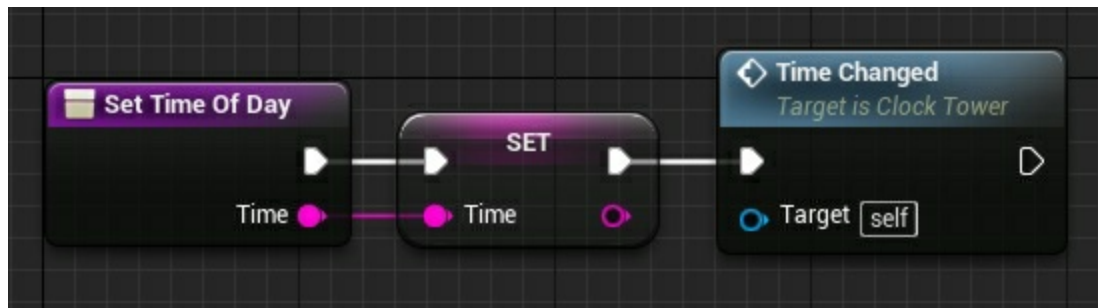 Set Time Of Day
Time
SET
Time
Time Changed
Target is Clock Tower
Target self